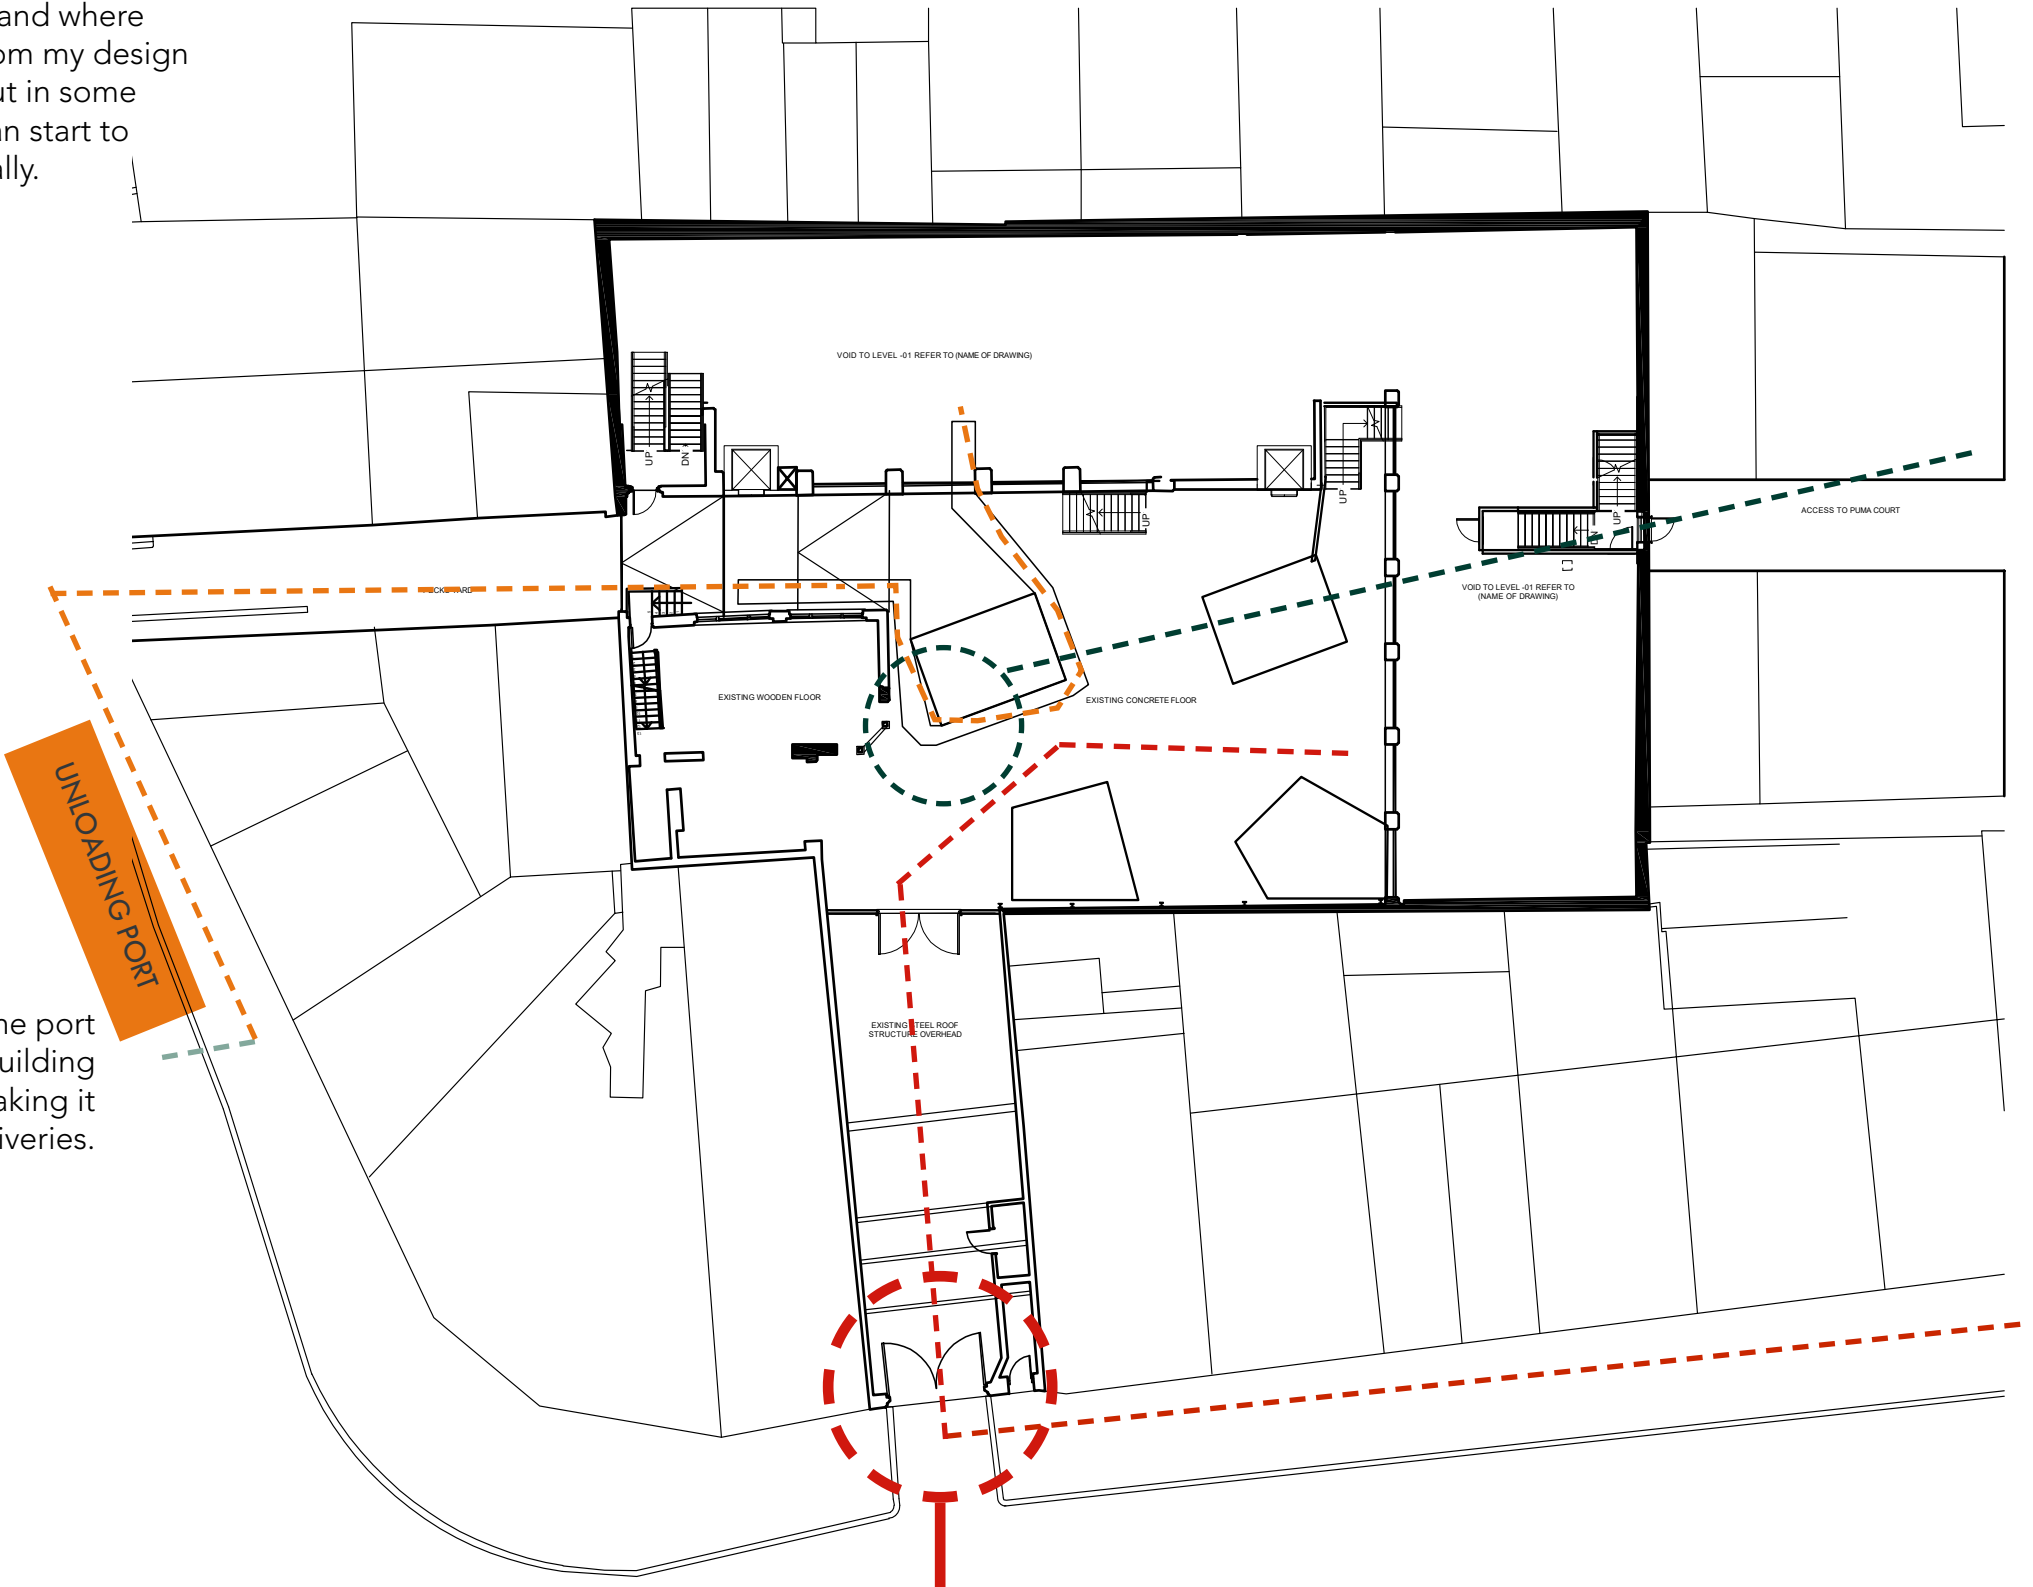 and where
om my design
ut in some
an start to
ally.
VOID TO LEVEL -01 REFER TO (NAME OF DRAWING)
UP
DN
UP
UP
UP
DN
ACCESS TO PUMA COURT
VOID TO LEVEL -01 REFER TO
(NAME OF DRAWING)
EXISTING WOODEN FLOOR
EXISTING CONCRETE FLOOR
UNLOADING PORT
ne port
uilding
aking it
iveries.
EXISTING STEEL ROOF
STRUCTURE OVERHEAD